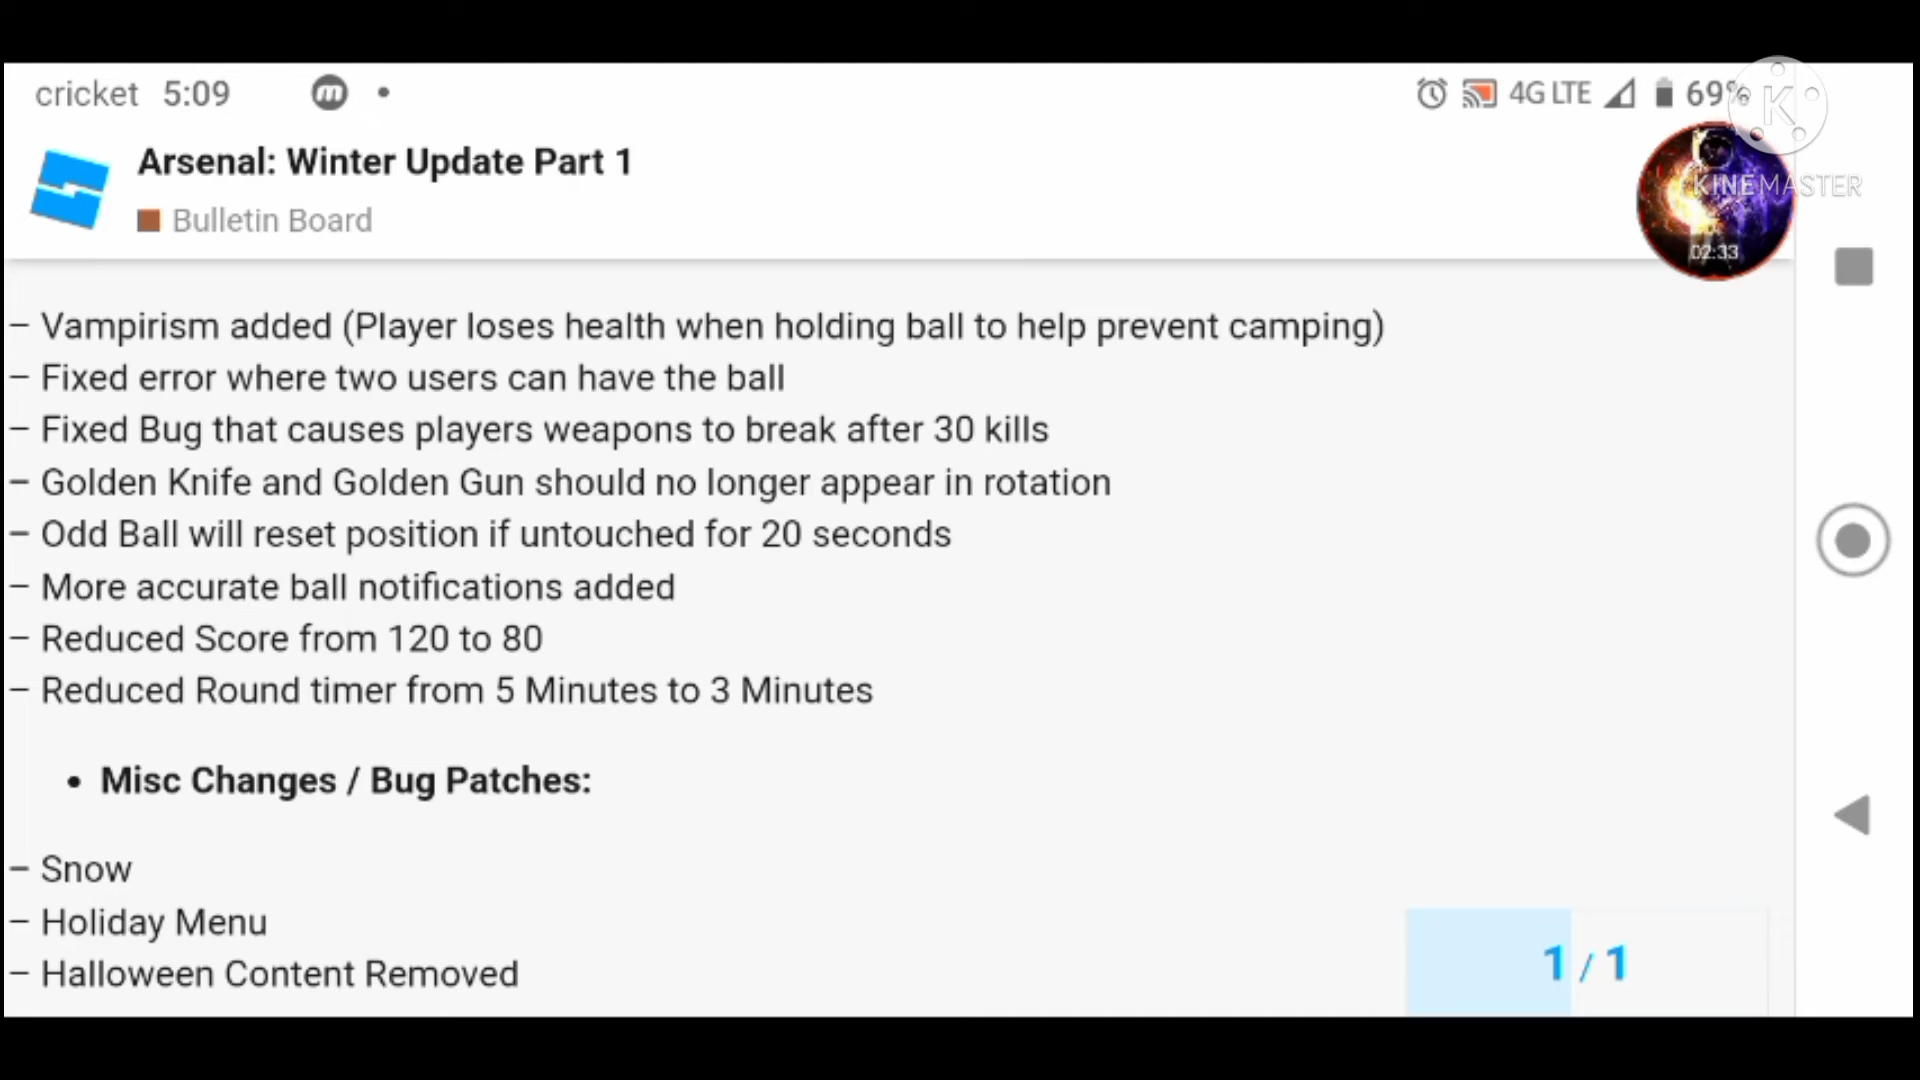 cricket 5:09
4G LTE 69%
KINEMASTER
Arsenal: Winter Update Part 1
Bulletin Board
02:33
– Vampirism added (Player loses health when holding ball to help prevent camping)
– Fixed error where two users can have the ball
– Fixed Bug that causes players weapons to break after 30 kills
– Golden Knife and Golden Gun should no longer appear in rotation
– Odd Ball will reset position if untouched for 20 seconds
– More accurate ball notifications added
– Reduced Score from 120 to 80
– Reduced Round timer from 5 Minutes to 3 Minutes
• Misc Changes / Bug Patches:
– Snow
– Holiday Menu
– Halloween Content Removed
1 / 1